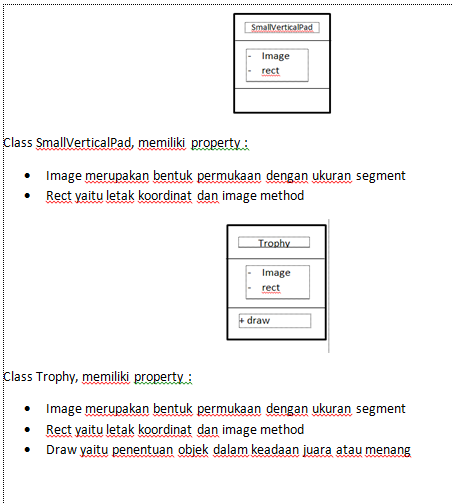 SmallVerticalPad
- Image
- rect
Class SmallVerticalPad, memiliki property :
• Image merupakan bentuk permukaan dengan ukuran segment
• Rect yaitu letak koordinat dan image method
Trophy
- Image
- rect
+ draw
Class Trophy, memiliki property :
• Image merupakan bentuk permukaan dengan ukuran segment
• Rect yaitu letak koordinat dan image method
• Draw yaitu penentuan objek dalam keadaan juara atau menang